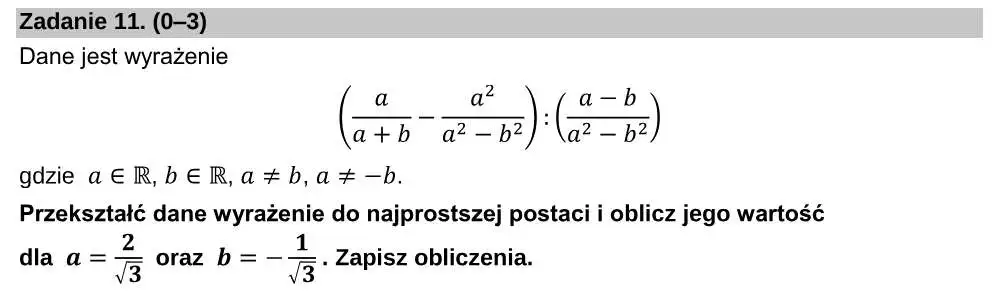 Zadanie 11. (0–3)
Dane jest wyrażenie
(a/(a + b) − a²/(a² − b²)) : ((a − b)/(a² − b²))
gdzie a ∈ ℝ, b ∈ ℝ, a ≠ b, a ≠ −b.
Przekształć dane wyrażenie do najprostszej postaci i oblicz jego wartość
dla a = 2/√3 oraz b = −1/√3 . Zapisz obliczenia.